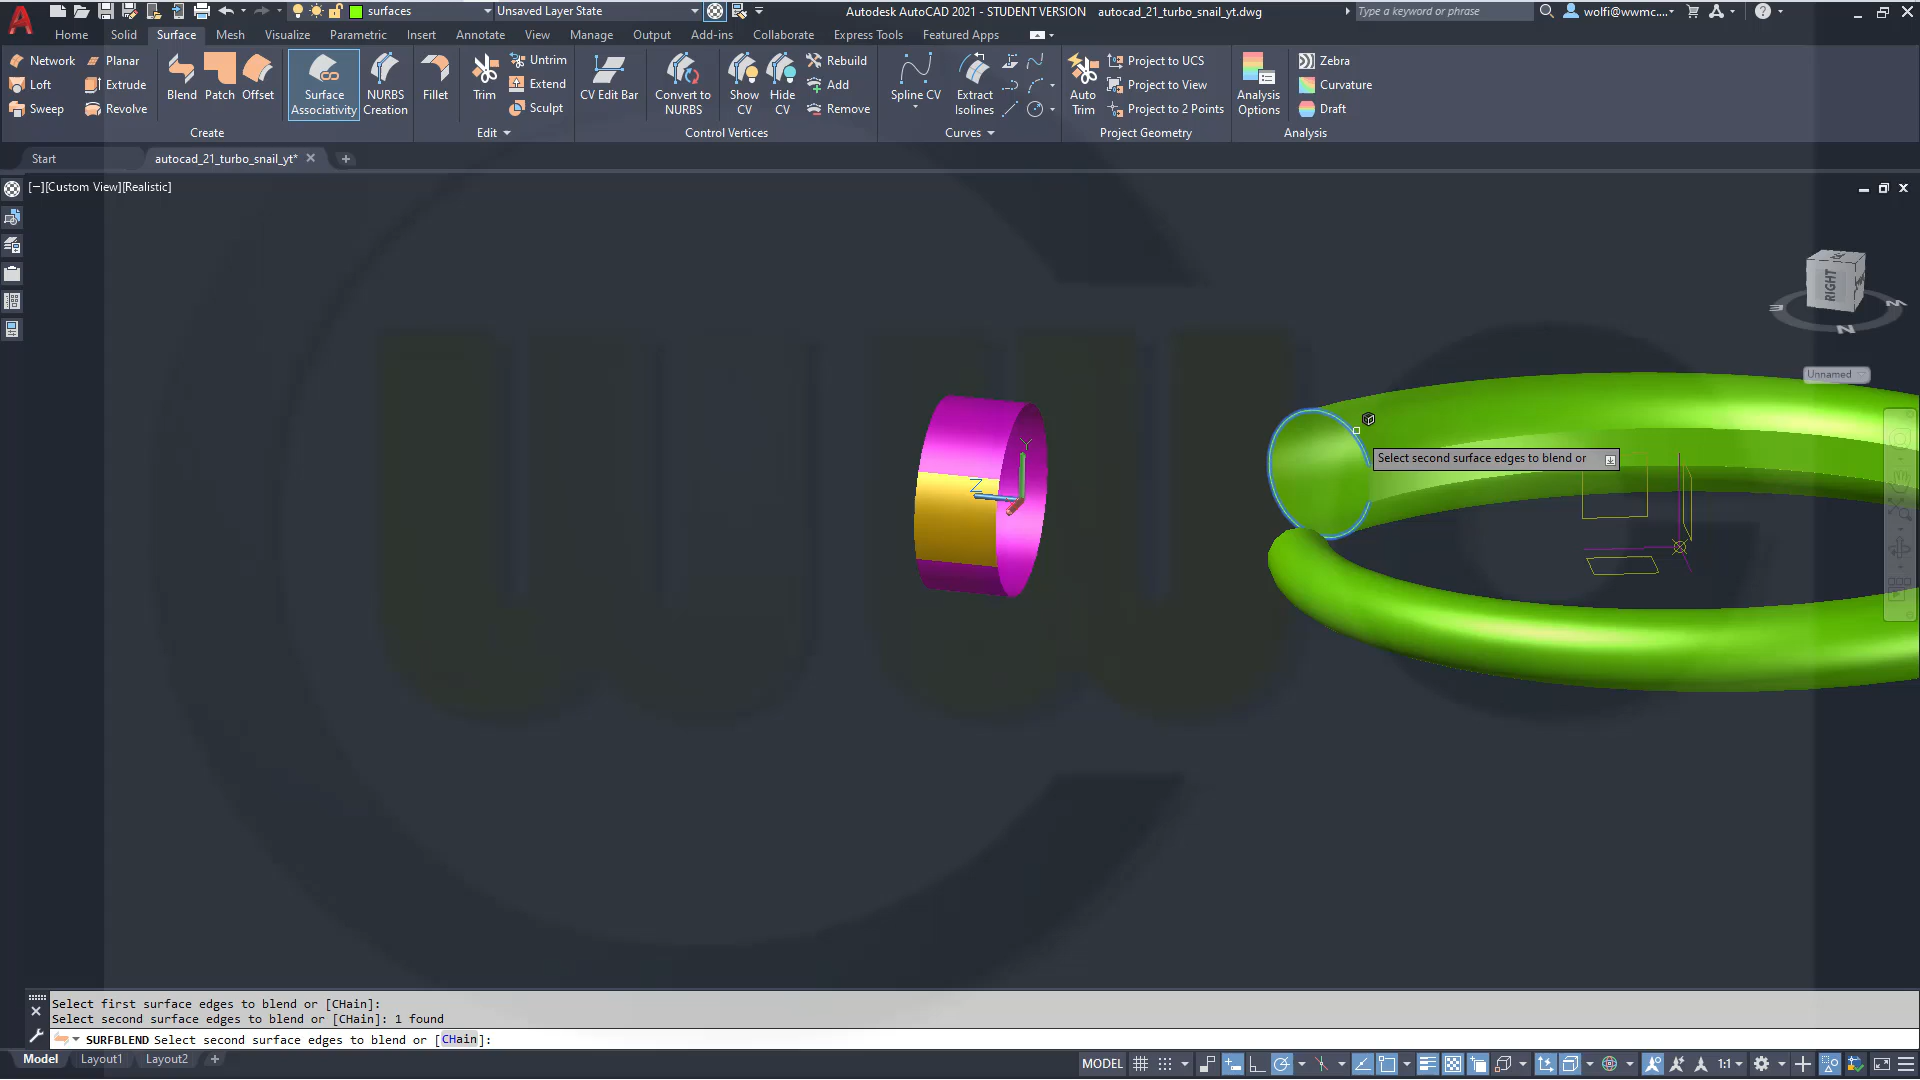 surfaces
Unsaved Layer State
Autodesk AutoCAD 2021 - STUDENT VERSION autocad_21_turbo_snail_yt.dwg
Type a keyword or phrase
wolfi@wwmc....
Home Solid Surface Mesh Visualize Parametric Insert Annotate View Manage Output Add-ins Collaborate Express Tools Featured Apps
Network Planar
Loft Extrude
Sweep Revolve
Create
Blend Patch Offset
Surface
Associativity
NURBS
Creation
Fillet
Trim
Untrim
Extend
Sculpt
Edit
CV Edit Bar
Convert to
NURBS
Show
CV
Hide
CV
Rebuild
Add
Remove
Control Vertices
Spline CV
Extract
Isolines
Curves
Auto
Trim
Project to UCS
Project to View
Project to 2 Points
Project Geometry
Analysis
Options
Zebra
Curvature
Draft
Analysis
Start
autocad_21_turbo_snail_yt*
[−][Custom View][Realistic]
RIGHT
N
Unnamed
Y
Z
Select second surface edges to blend or
Select first surface edges to blend or [CHain]:
Select second surface edges to blend or [CHain]: 1 found
SURFBLEND Select second surface edges to blend or [CHain]:
Model Layout1 Layout2
MODEL
1:1